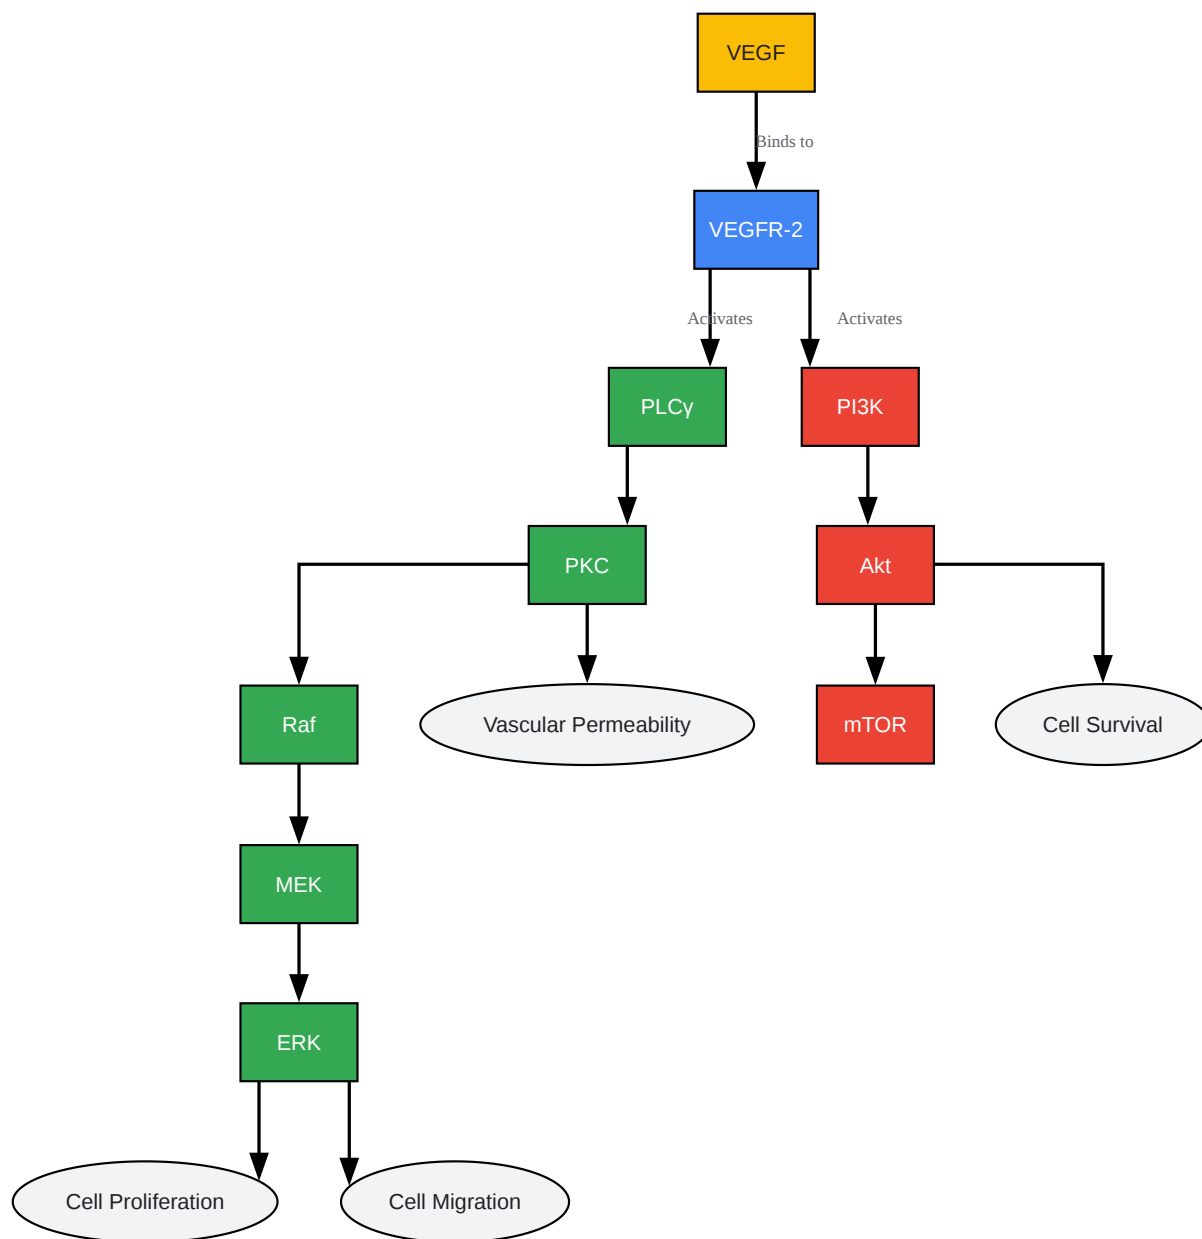 VEGF
Binds to
VEGFR-2
Activates
Activates
PLCγ
PI3K
PKC
Akt
Raf
Vascular Permeability
mTOR
Cell Survival
MEK
ERK
Cell Proliferation
Cell Migration